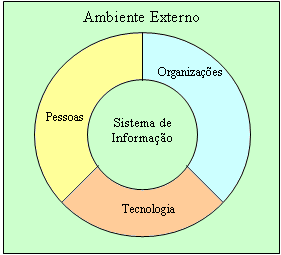 Ambiente Externo
Organizações
Pessoas
Sistema de
Informação
Tecnologia